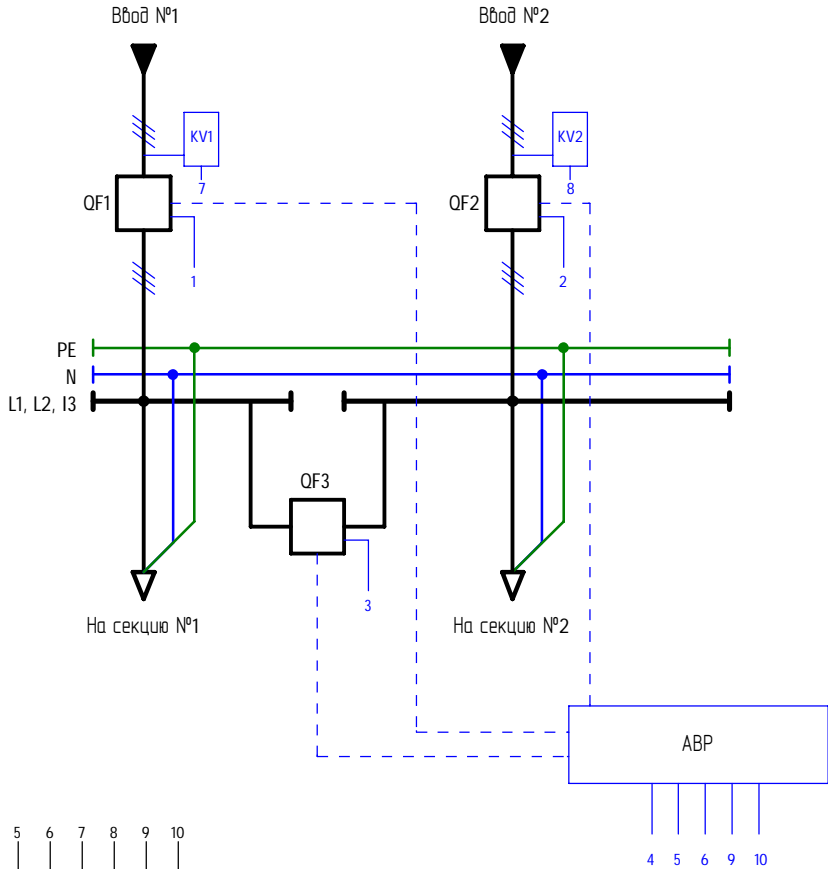 Ввод №1
Ввод №2
KV1
KV2
7
8
QF1
QF2
1
2
PE
N
L1, L2, I3
QF3
3
На секцию №1
На секцию №2
АВР
5 6 7 8 9 10
4 5 6 9 10